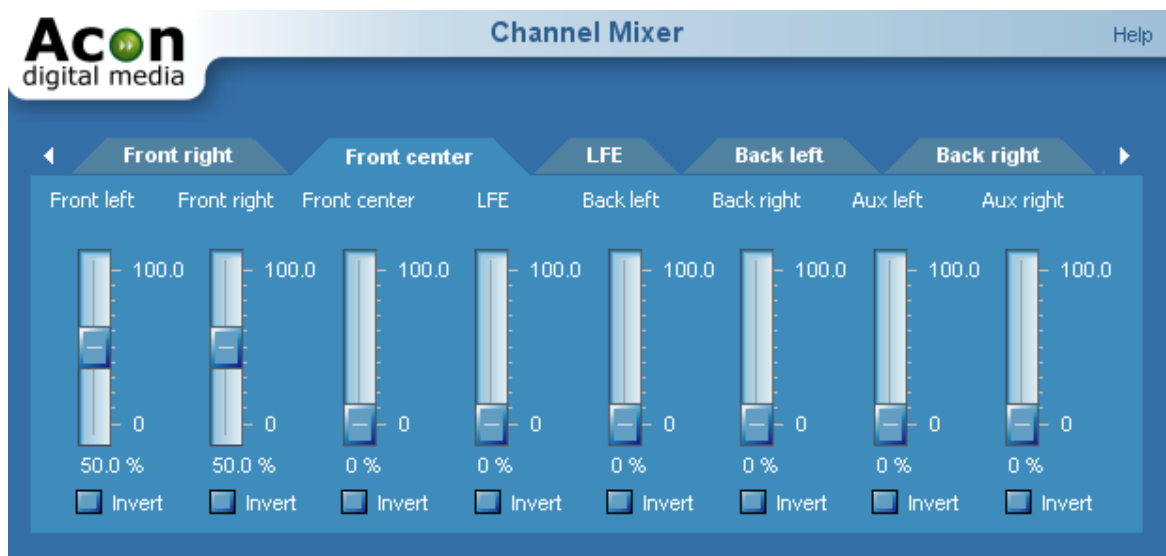 Acon
digital media
Channel Mixer
Help
Front right Front center LFE Back left Back right
Front left Front right Front center LFE Back left Back right Aux left Aux right
100.0 100.0 100.0 100.0 100.0 100.0 100.0 100.0
0 0 0 0 0 0 0 0
50.0 % 50.0 % 0 % 0 % 0 % 0 % 0 % 0 %
Invert Invert Invert Invert Invert Invert Invert Invert